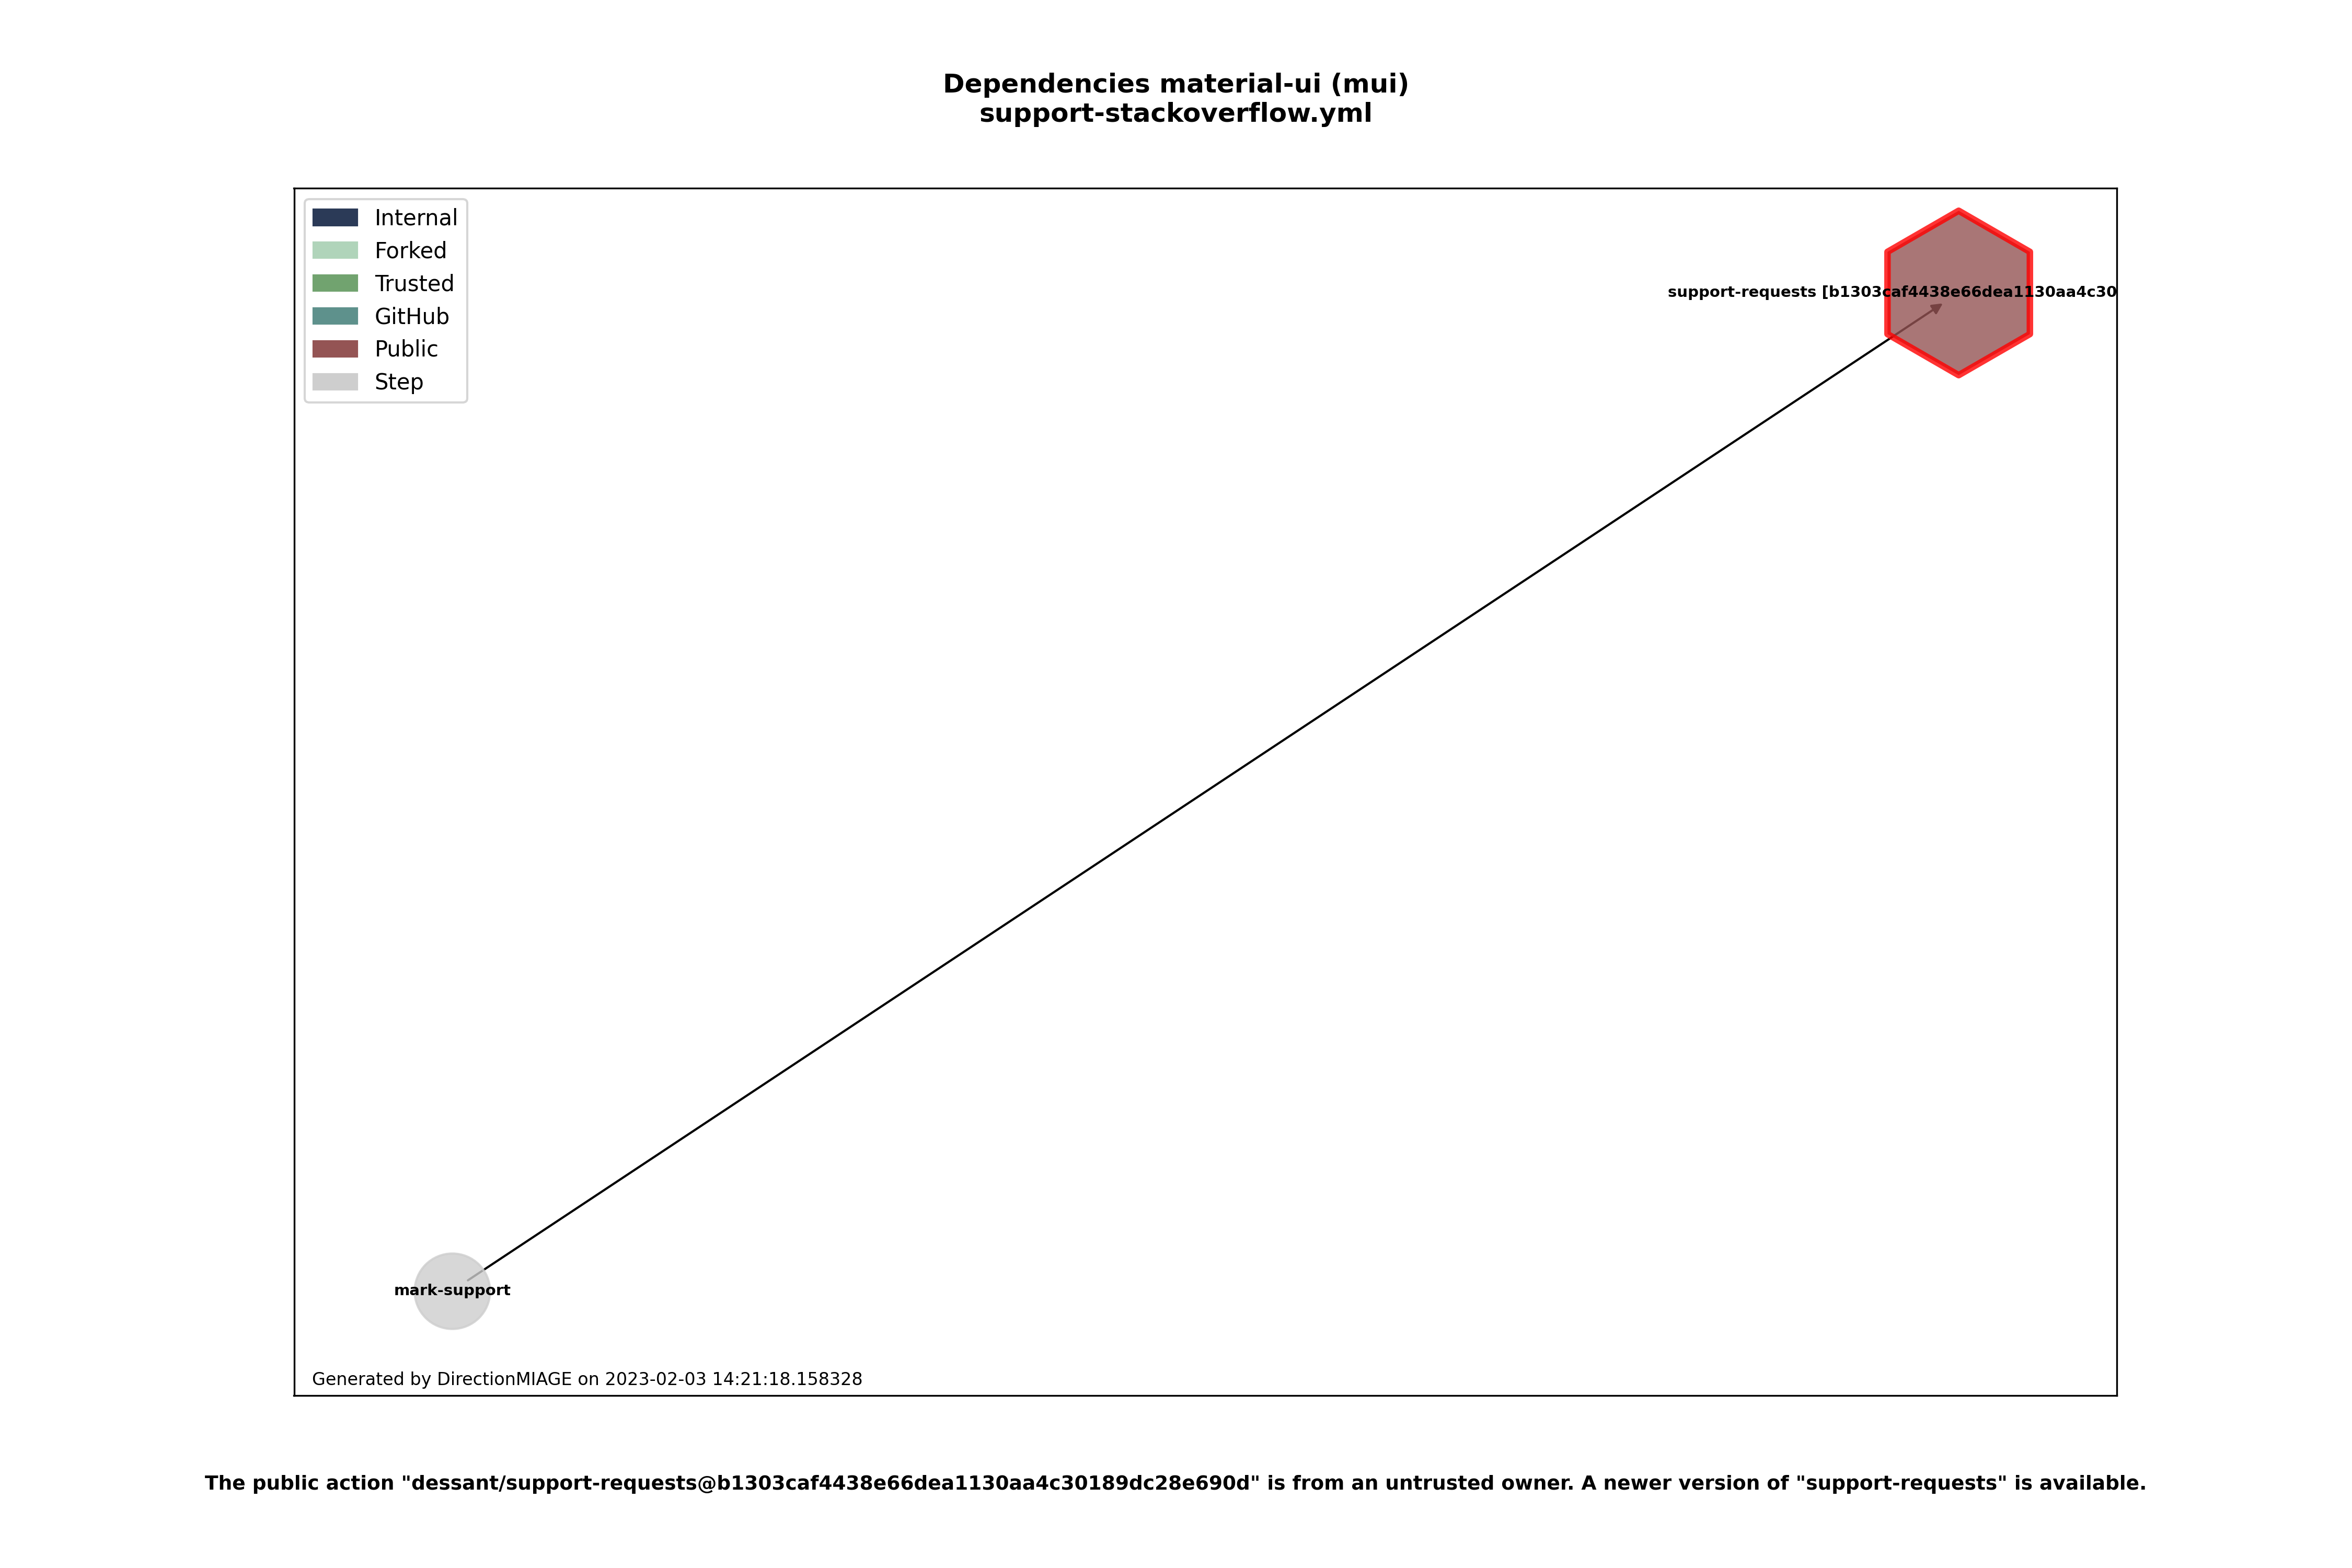 Dependencies material-ui (mui)
support-stackoverflow.yml
Internal
Forked
Trusted
GitHub
Public
Step
support-requests [b1303caf4438e66dea1130aa4c30
mark-support
Generated by DirectionMIAGE on 2023-02-03 14:21:18.158328
The public action "dessant/support-requests@b1303caf4438e66dea1130aa4c30189dc28e690d" is from an untrusted owner. A newer version of "support-requests" is available.